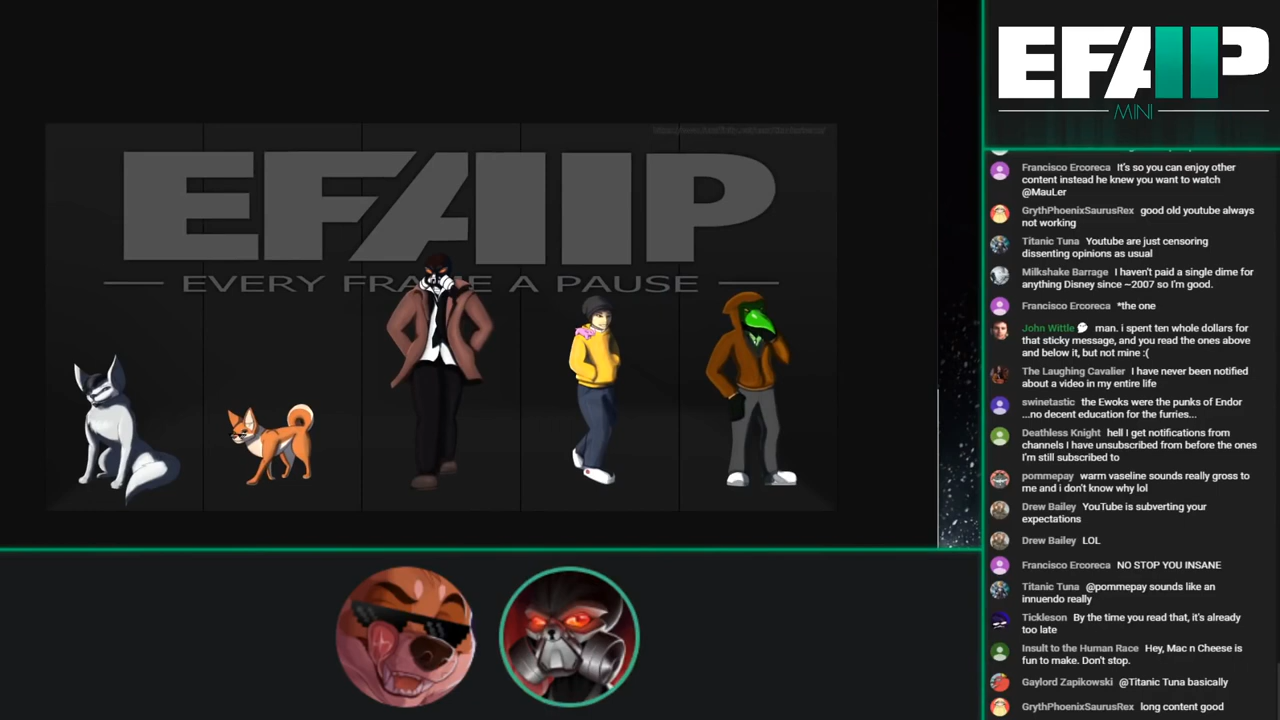 EFAIIP
EVERY FRAME A PAUSE
EFAIIP
MINI
Francisco Ercoreca It's so you can enjoy other
content instead he knew you want to watch
@MauLer
GrythPhoenixSaurusRex good old youtube always
not working
Titanic Tuna Youtube are just censoring
dissenting opinions as usual
Milkshake Barrage I haven't paid a single dime for
anything Disney since ~2007 so I'm good.
Francisco Ercoreca *the one
John Wittle man. i spent ten whole dollars for
that sticky message, and you read the ones above
and below it, but not mine :(
The Laughing Cavalier I have never been notified
about a video in my entire life
swinetastic the Ewoks were the punks of Endor
...no decent education for the furries...
Deathless Knight hell I get notifications from
channels I have unsubscribed from before the ones
I'm still subscribed to
pommepay warm vaseline sounds really gross to
me and i don't know why lol
Drew Bailey YouTube is subverting your
expectations
Drew Bailey LOL
Francisco Ercoreca NO STOP YOU INSANE
Titanic Tuna @pommepay sounds like an
innuendo really
Tickleson By the time you read that, it's already
too late
Insult to the Human Race Hey, Mac n Cheese is
fun to make. Don't stop.
Gaylord Zapikowski @Titanic Tuna basically
GrythPhoenixSaurusRex long content good